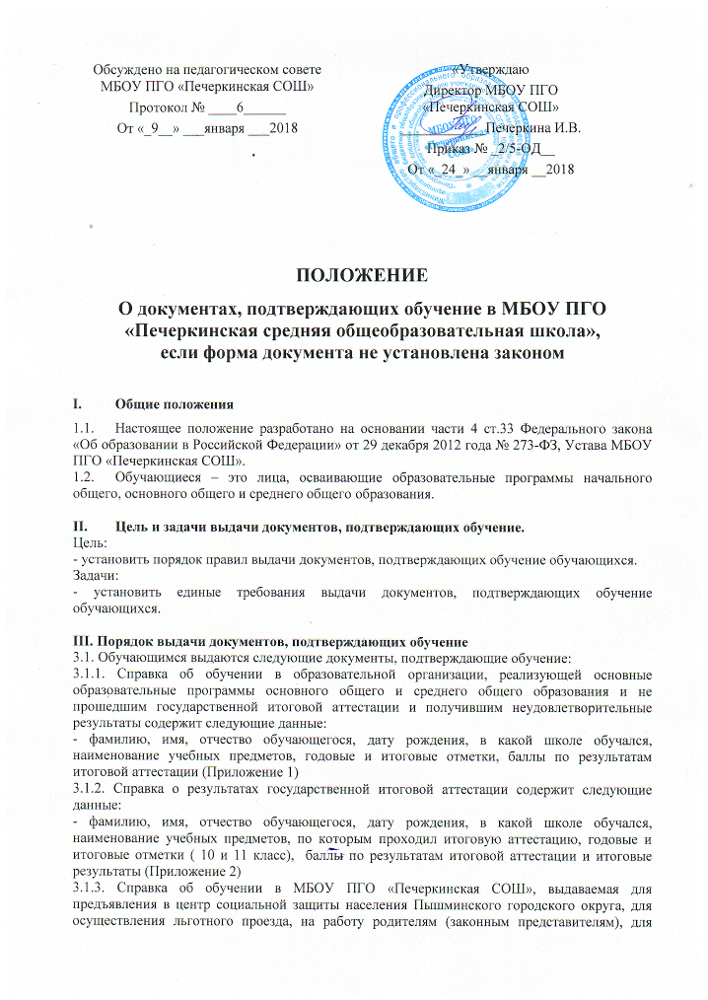 Обсуждено на педагогическом совете
МБОУ ПГО «Печеркинская СОШ»
Протокол № ____6______
От «_9__» ___января ___2018
«Утверждаю
Директор МБОУ ПГО
«Печеркинская СОШ»
Печеркина И.В.
Приказ № _2/5-ОД__
От «_24_» __января __2018
МБОУ ПГО
«Печеркинская
СОШ»
ПОЛОЖЕНИЕ
О документах, подтверждающих обучение в МБОУ ПГО
«Печеркинская средняя общеобразовательная школа»,
если форма документа не установлена законом
I. Общие положения
1.1. Настоящее положение разработано на основании части 4 ст.33 Федерального закона
«Об образовании в Российской Федерации» от 29 декабря 2012 года № 273-ФЗ, Устава МБОУ
ПГО «Печеркинская СОШ».
1.2. Обучающиеся – это лица, осваивающие образовательные программы начального
общего, основного общего и среднего общего образования.
II. Цель и задачи выдачи документов, подтверждающих обучение.
Цель:
- установить порядок правил выдачи документов, подтверждающих обучение обучающихся.
Задачи:
- установить единые требования выдачи документов, подтверждающих обучение
обучающихся.
III. Порядок выдачи документов, подтверждающих обучение
3.1. Обучающимся выдаются следующие документы, подтверждающие обучение:
3.1.1. Справка об обучении в образовательной организации, реализующей основные
образовательные программы основного общего и среднего общего образования и не
прошедшим государственной итоговой аттестации и получившим неудовлетворительные
результаты содержит следующие данные:
- фамилию, имя, отчество обучающегося, дату рождения, в какой школе обучался,
наименование учебных предметов, годовые и итоговые отметки, баллы по результатам
итоговой аттестации (Приложение 1)
3.1.2. Справка о результатах государственной итоговой аттестации содержит следующие
данные:
- фамилию, имя, отчество обучающегося, дату рождения, в какой школе обучался,
наименование учебных предметов, по которым проходил итоговую аттестацию, годовые и
итоговые отметки ( 10 и 11 класс), баллы по результатам итоговой аттестации и итоговые
результаты (Приложение 2)
3.1.3. Справка об обучении в МБОУ ПГО «Печеркинская СОШ», выдаваемая для
предъявления в центр социальной защиты населения Пышминского городского округа, для
осуществления льготного проезда, на работу родителям (законным представителям), для